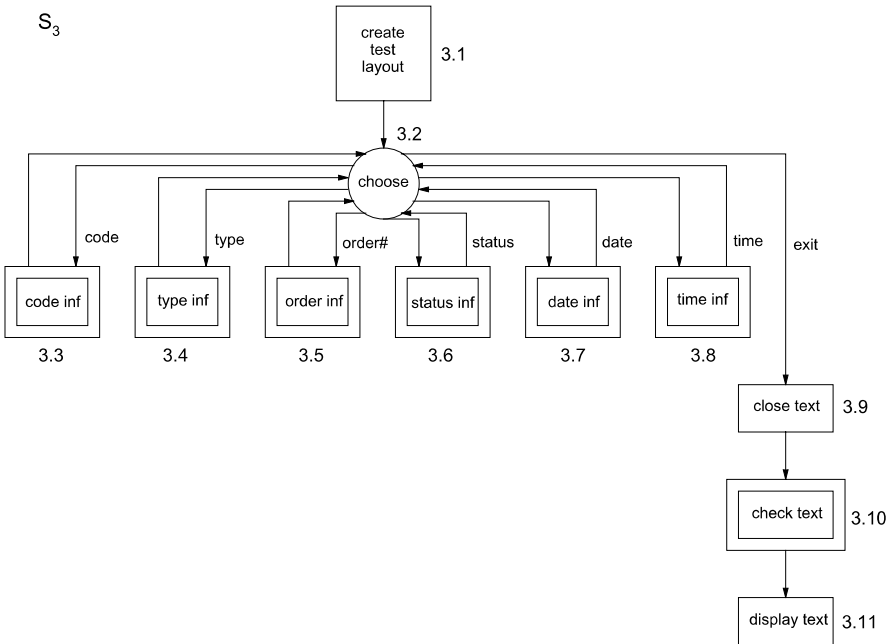 S3
create
test
layout
3.1
3.2
choose
code
type
order#
status
date
time
exit
code inf
type inf
order inf
status inf
date inf
time inf
3.3
3.4
3.5
3.6
3.7
3.8
close text
3.9
check text
3.10
display text
3.11